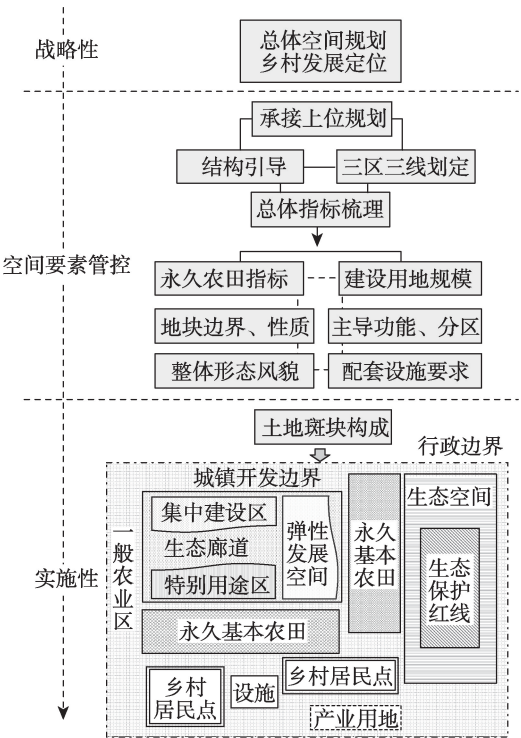 战略性
总体空间规划
乡村发展定位
承接上位规划
结构引导
三区三线划定
总体指标梳理
空间要素管控
永久农田指标
建设用地规模
地块边界、性质
主导功能、分区
整体形态风貌
配套设施要求
土地斑块构成
行政边界
城镇开发边界
集中建设区
生态廊道
特别用途区
弹性
发展
空间
永久
基本
农田
生态空间
生态
保护
红线
一般农业区
实施性
永久基本农田
乡村
居民点
设施
乡村居民点
产业用地